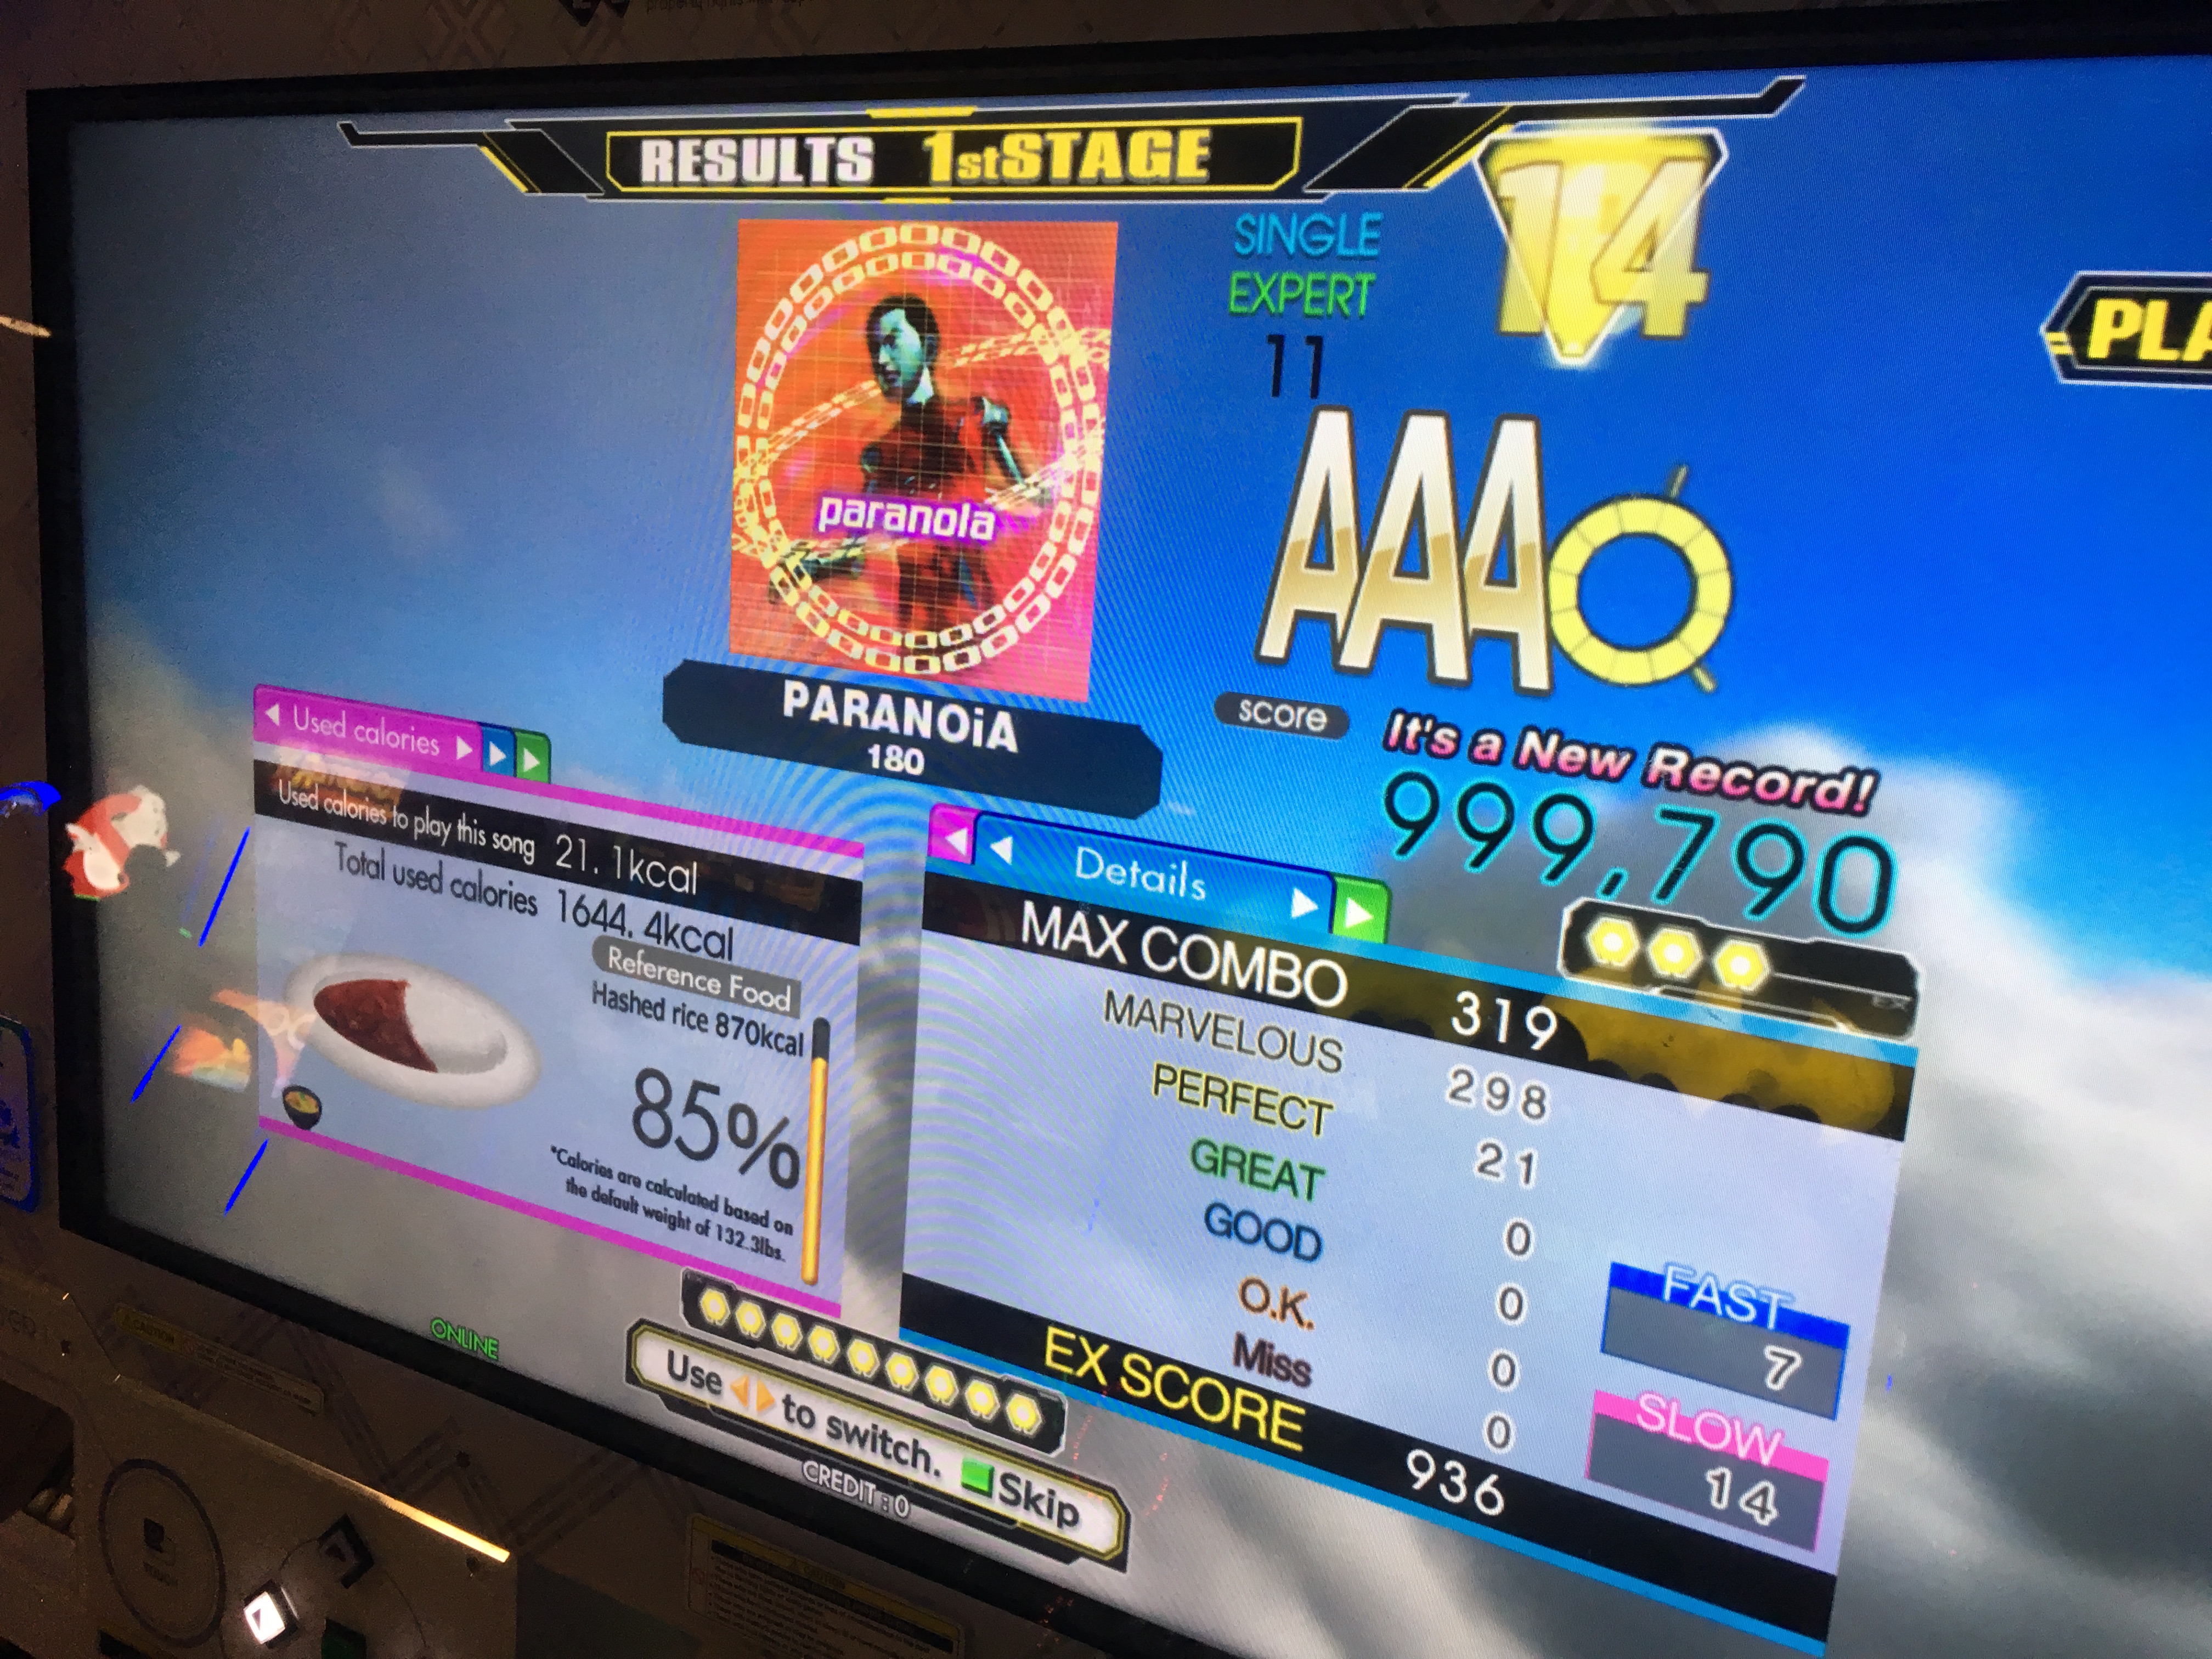 RESULTS 1stSTAGE
14
SINGLE
EXPERT
11
PLA
paranoia
AAA
PARANOiA
180
score
It's a New Record!
999,790
Used calories
Used calories to play this song 21.1kcal
Total used calories 1644.4kcal
Reference Food
Hashed rice 870kcal
85%
*Calories are calculated based on
the default weight of 132.3lbs.
Details
EX
MAX COMBO 319
MARVELOUS 298
PERFECT 21
GREAT 0
GOOD 0
O.K. 0
Miss 0
EX SCORE 936
FAST
7
SLOW
14
ONLINE
Use to switch. Skip
CREDIT : 0